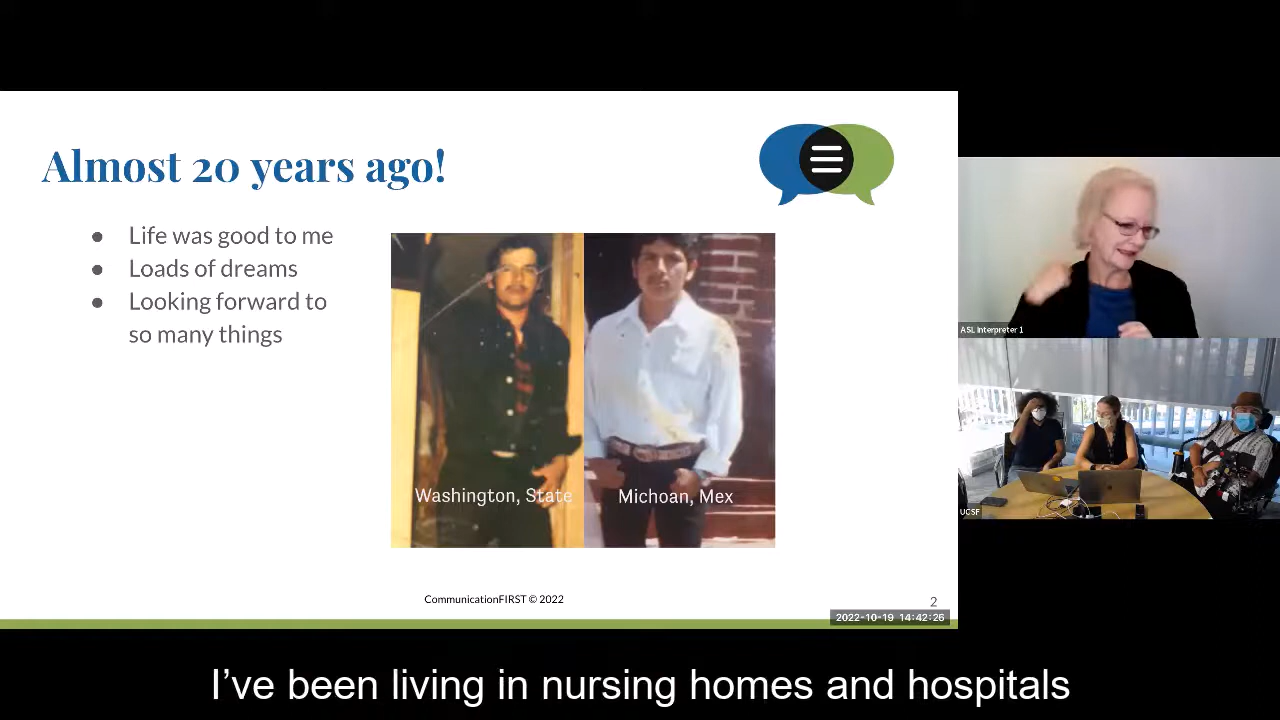 Almost 20 years ago!
● Life was good to me
● Loads of dreams
● Looking forward to
so many things
Washington, State
Michoan, Mex
CommunicationFIRST © 2022
2
2022-10-19 14:42:26
ASL Interpreter 1
UCSF
I’ve been living in nursing homes and hospitals